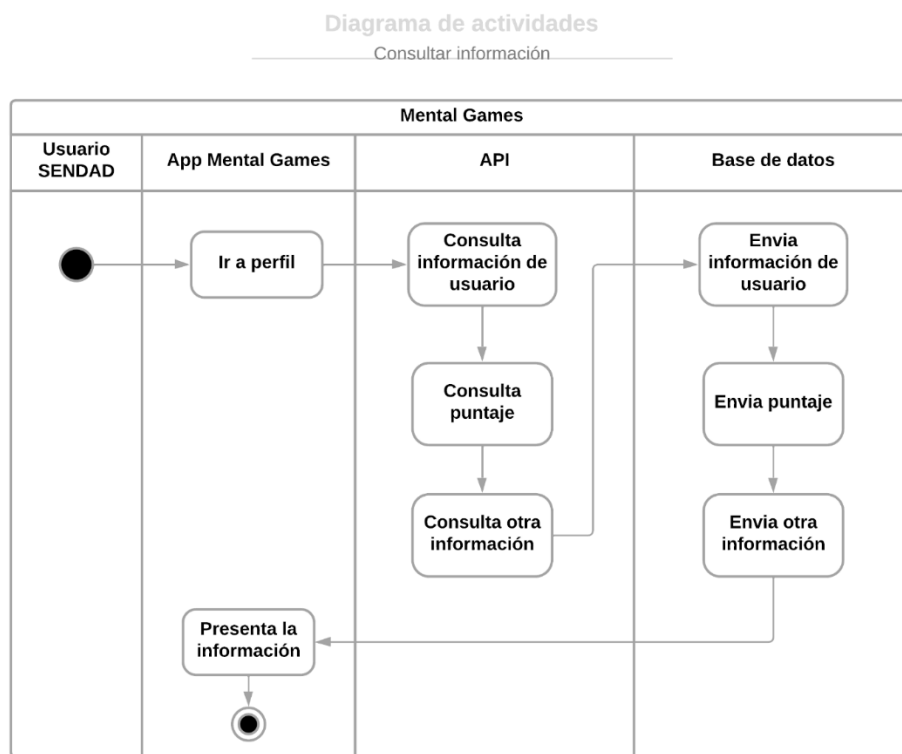 Diagrama de actividades
Consultar información
Mental Games
Usuario
SENDAD
App Mental Games
API
Base de datos
Ir a perfil
Consulta
información de
usuario
Envia
información de
usuario
Consulta
puntaje
Envia puntaje
Consulta otra
información
Envia otra
información
Presenta la
información